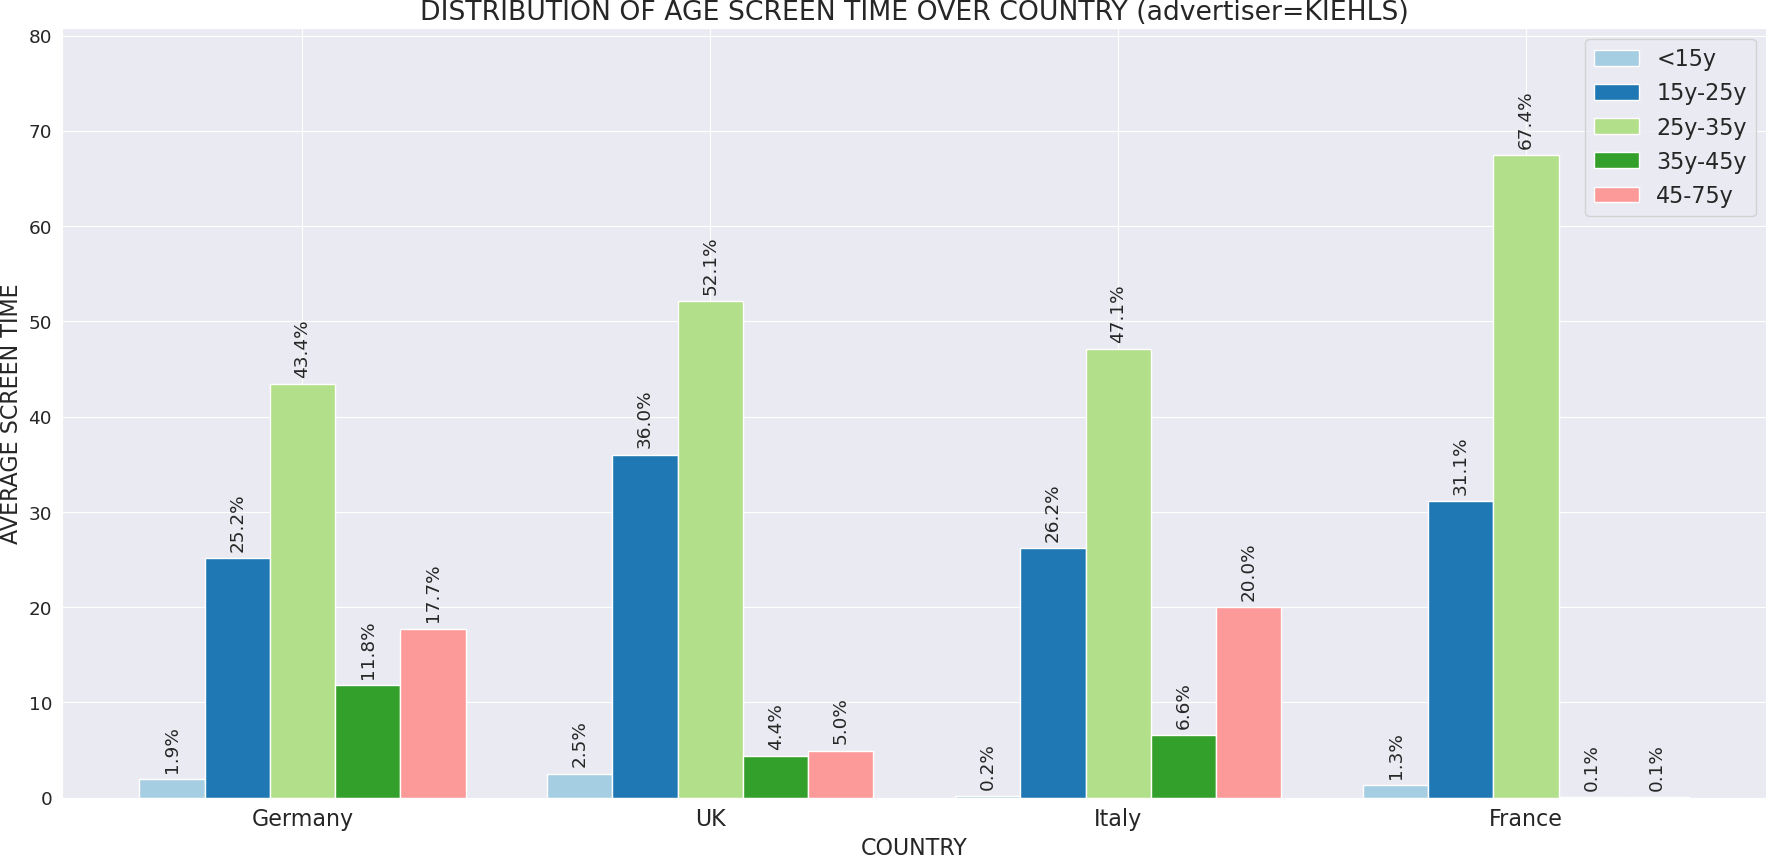 DISTRIBUTION OF AGE SCREEN TIME OVER COUNTRY (advertiser=KIEHLS)
AVERAGE SCREEN TIME
80
70
60
50
40
30
20
10
0
<15y
15y-25y
25y-35y
35y-45y
45-75y
1.9%
25.2%
43.4%
11.8%
17.7%
2.5%
36.0%
52.1%
4.4%
5.0%
0.2%
26.2%
47.1%
6.6%
20.0%
1.3%
31.1%
67.4%
0.1%
0.1%
Germany
UK
Italy
France
COUNTRY